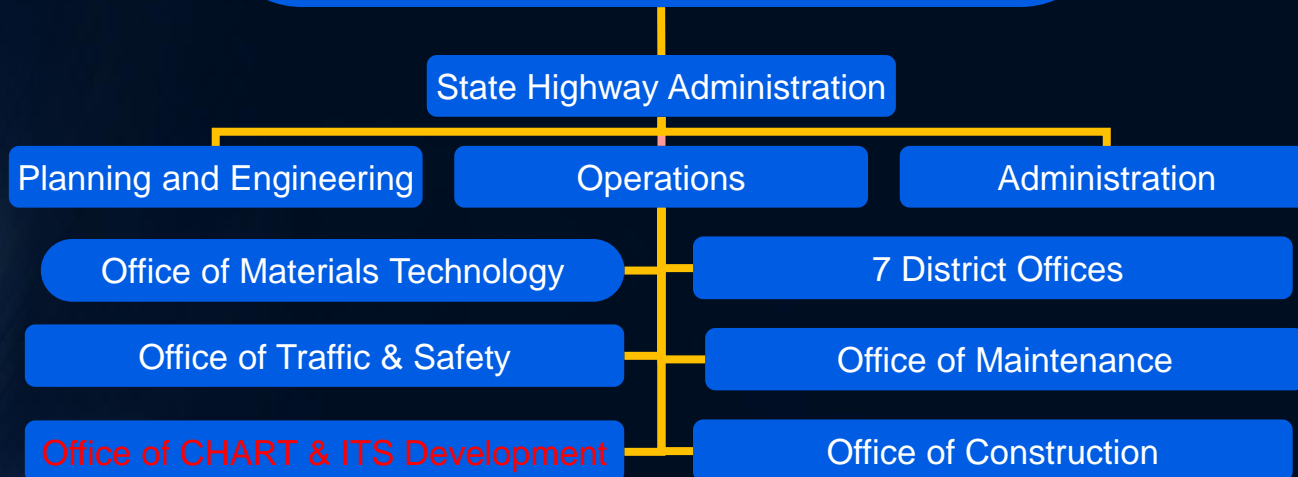 State Highway Administration
Planning and Engineering
Operations
Administration
Office of Materials Technology
7 District Offices
Office of Traffic & Safety
Office of Maintenance
Office of CHART & ITS Development
Office of Construction